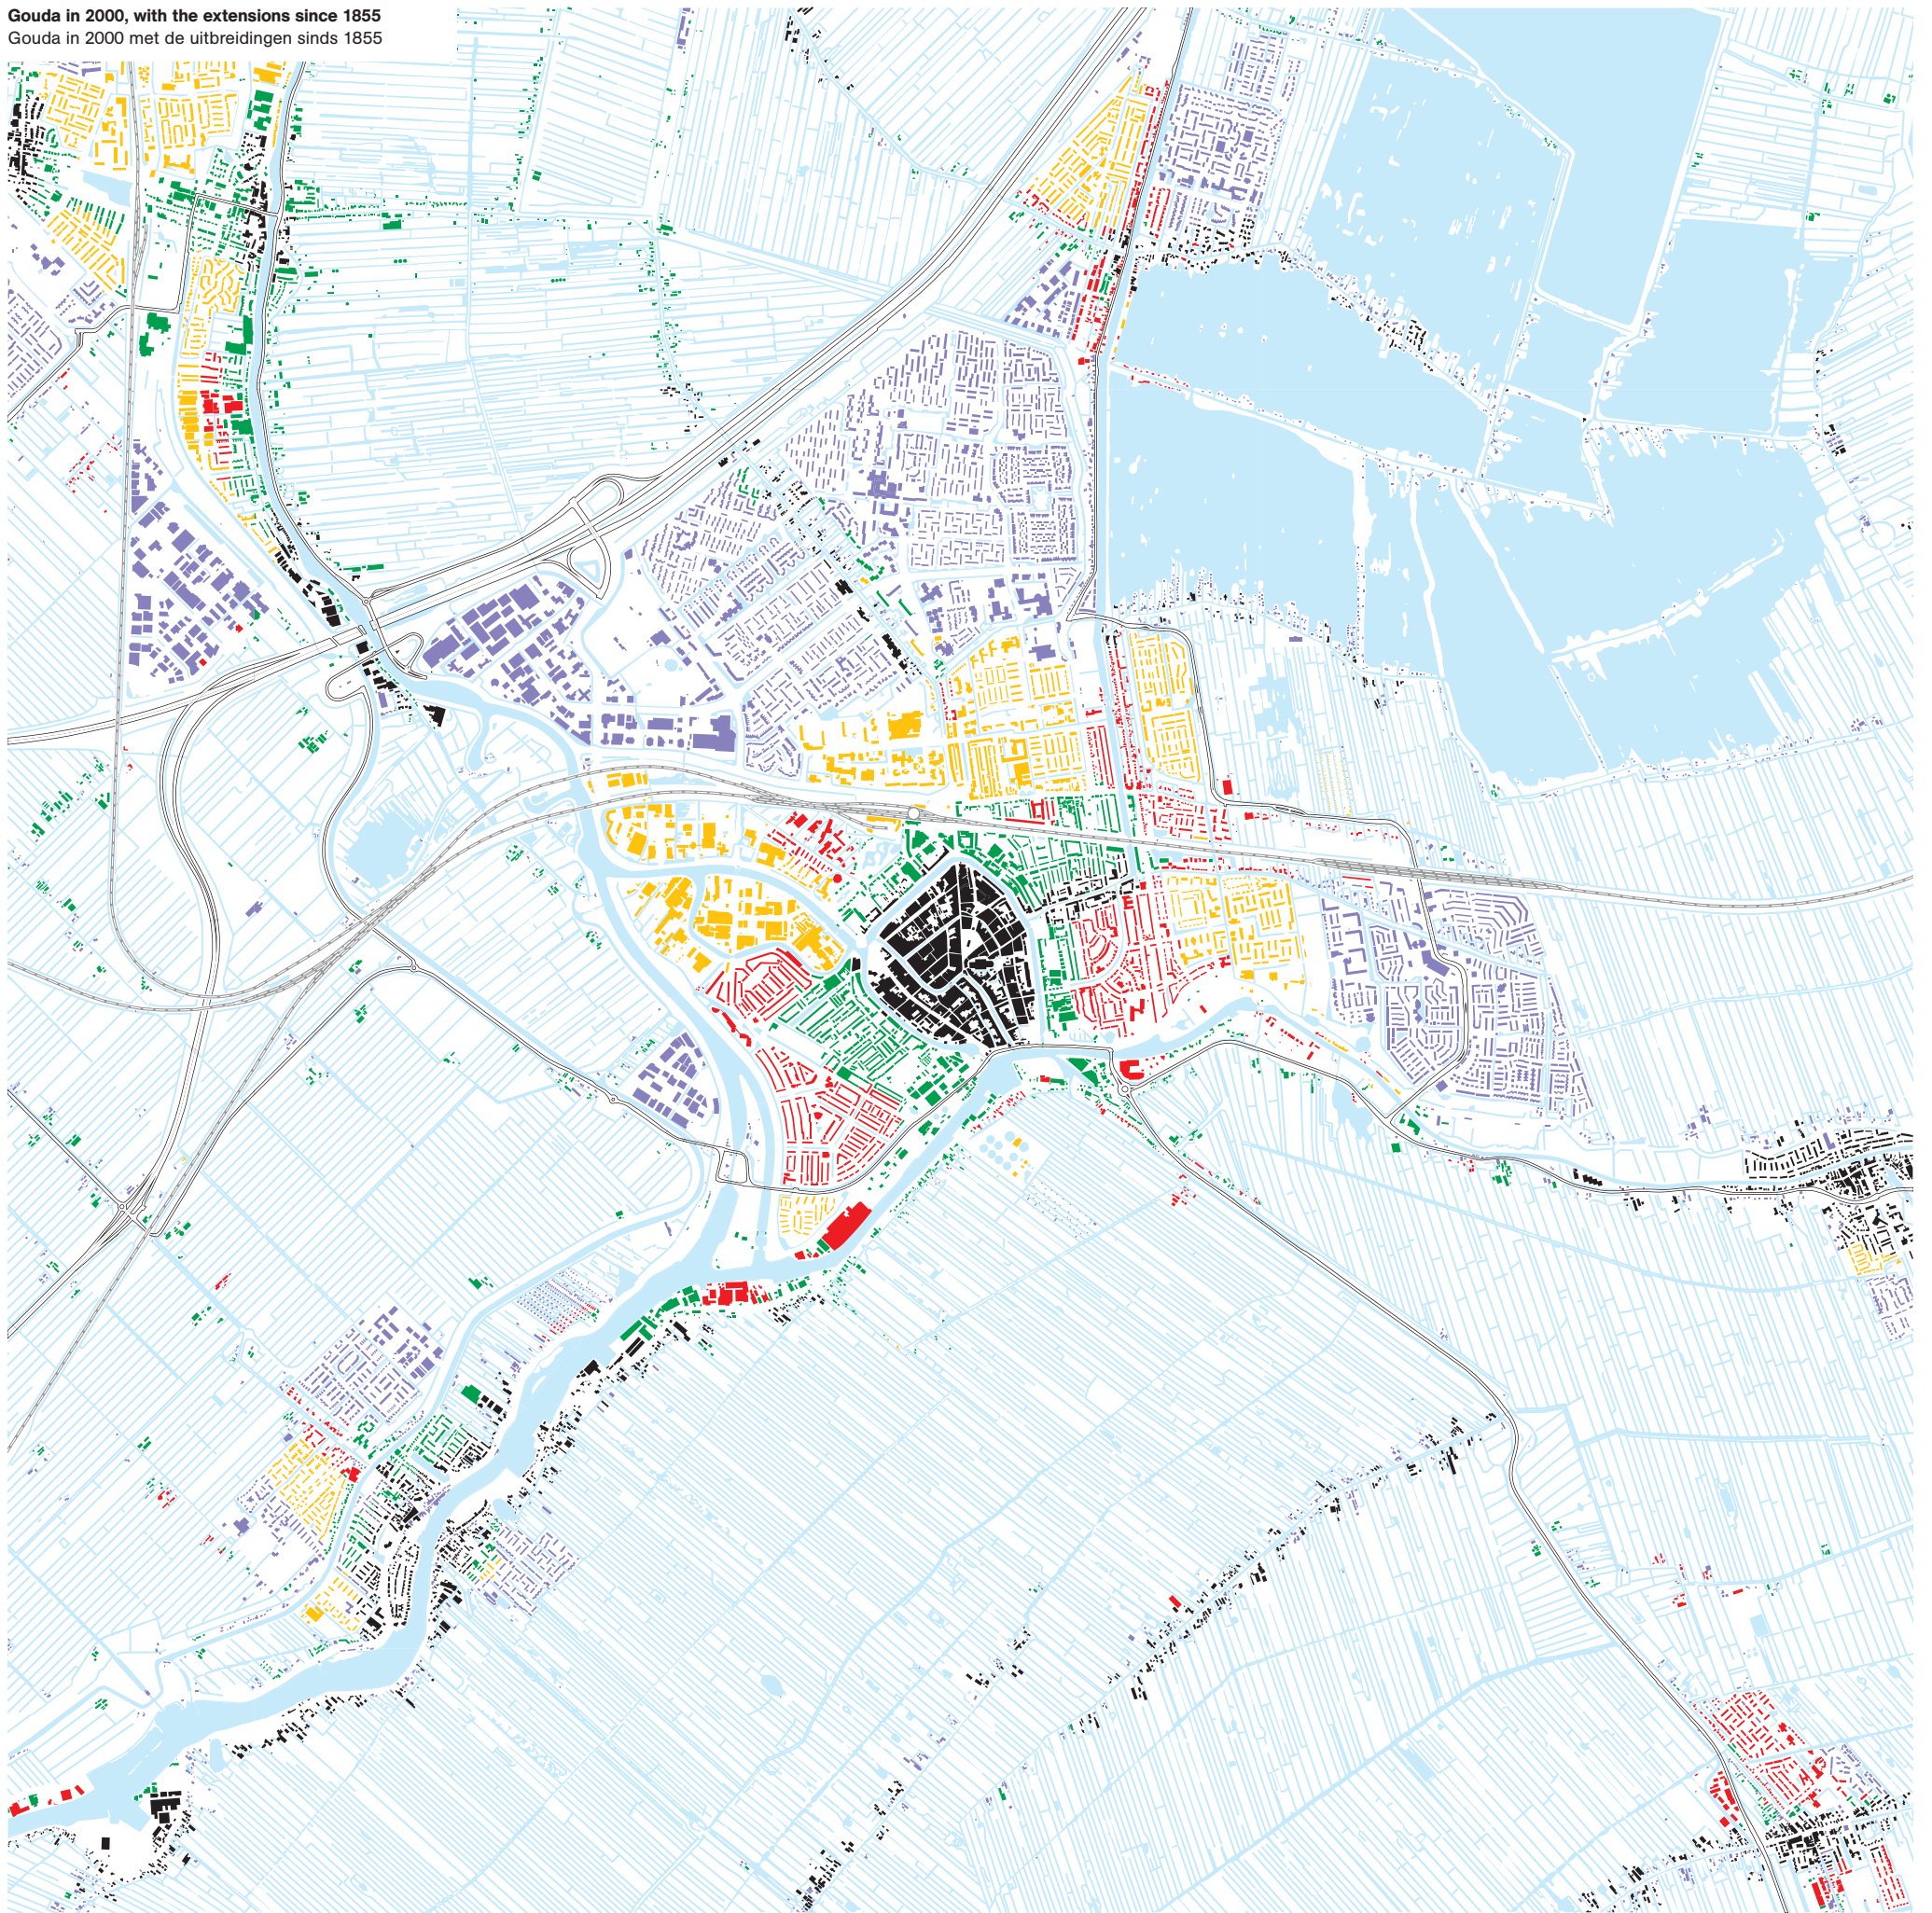 Gouda in 2000, with the extensions since 1855
Gouda in 2000 met de uitbreidingen sinds 1855